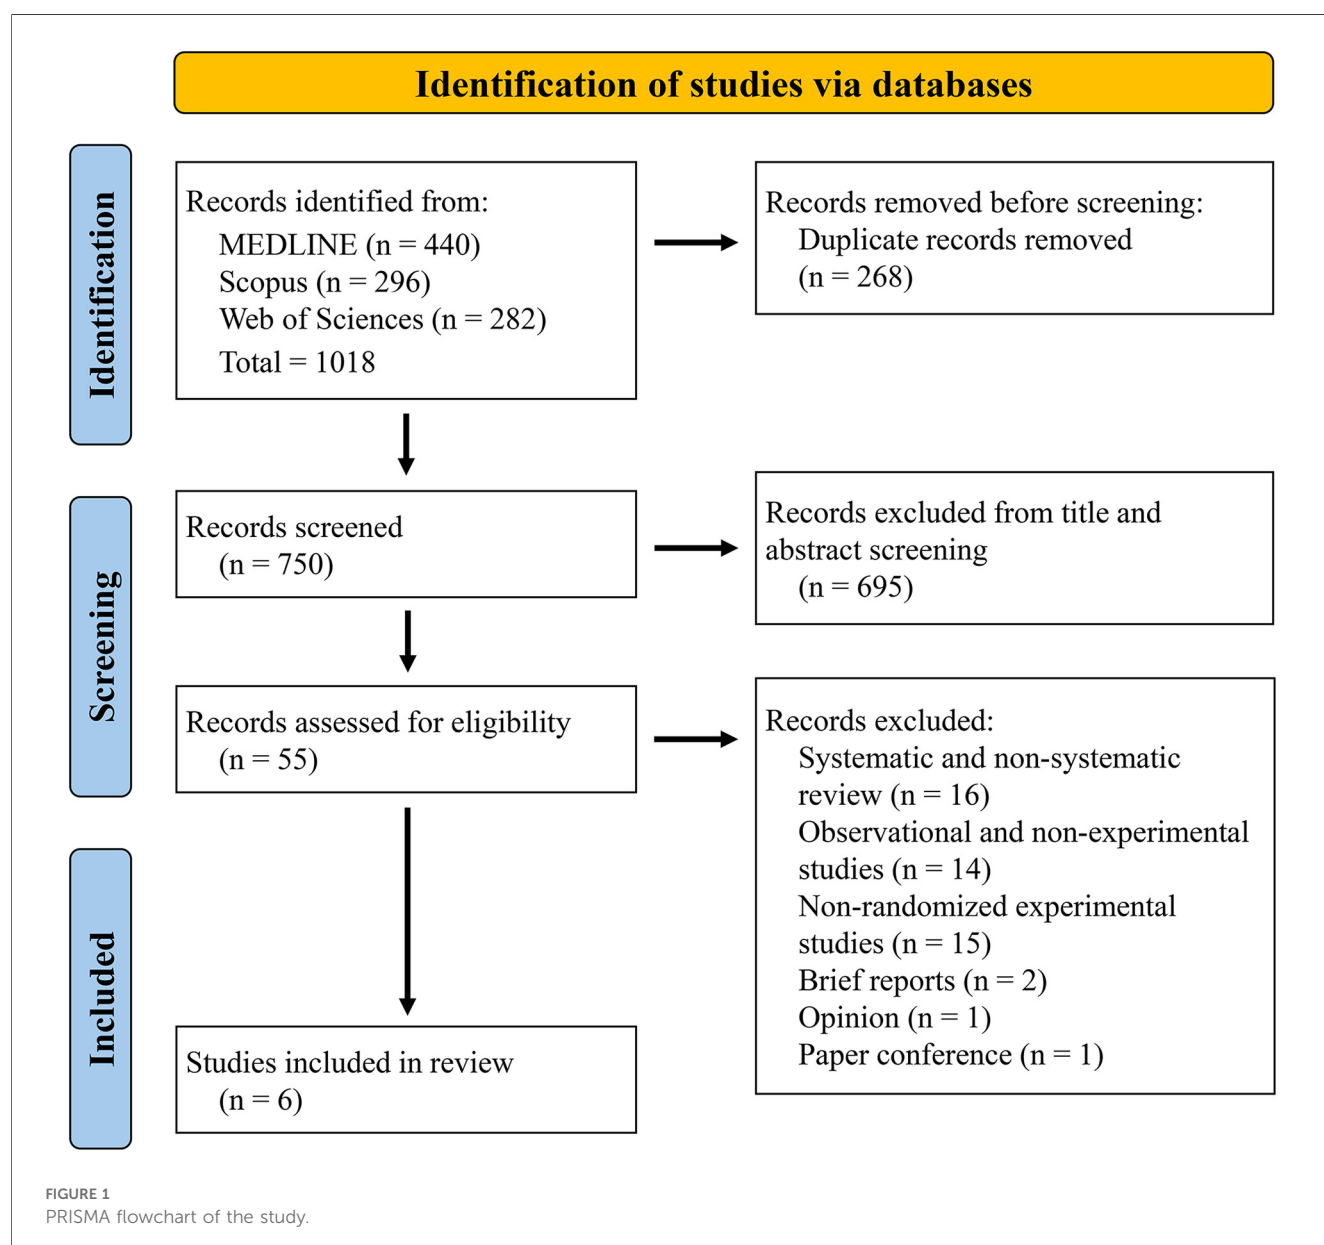 Identification of studies via databases
Identification
Records identified from:
MEDLINE (n = 440)
Scopus (n = 296)
Web of Sciences (n = 282)
Total = 1018
Records removed before screening:
Duplicate records removed
(n = 268)
Screening
Records screened
(n = 750)
Records excluded from title and
abstract screening
(n = 695)
Records assessed for eligibility
(n = 55)
Records excluded:
Systematic and non-systematic
review (n = 16)
Observational and non-experimental
studies (n = 14)
Non-randomized experimental
studies (n = 15)
Brief reports (n = 2)
Opinion (n = 1)
Paper conference (n = 1)
Included
Studies included in review
(n = 6)
FIGURE 1
PRISMA flowchart of the study.